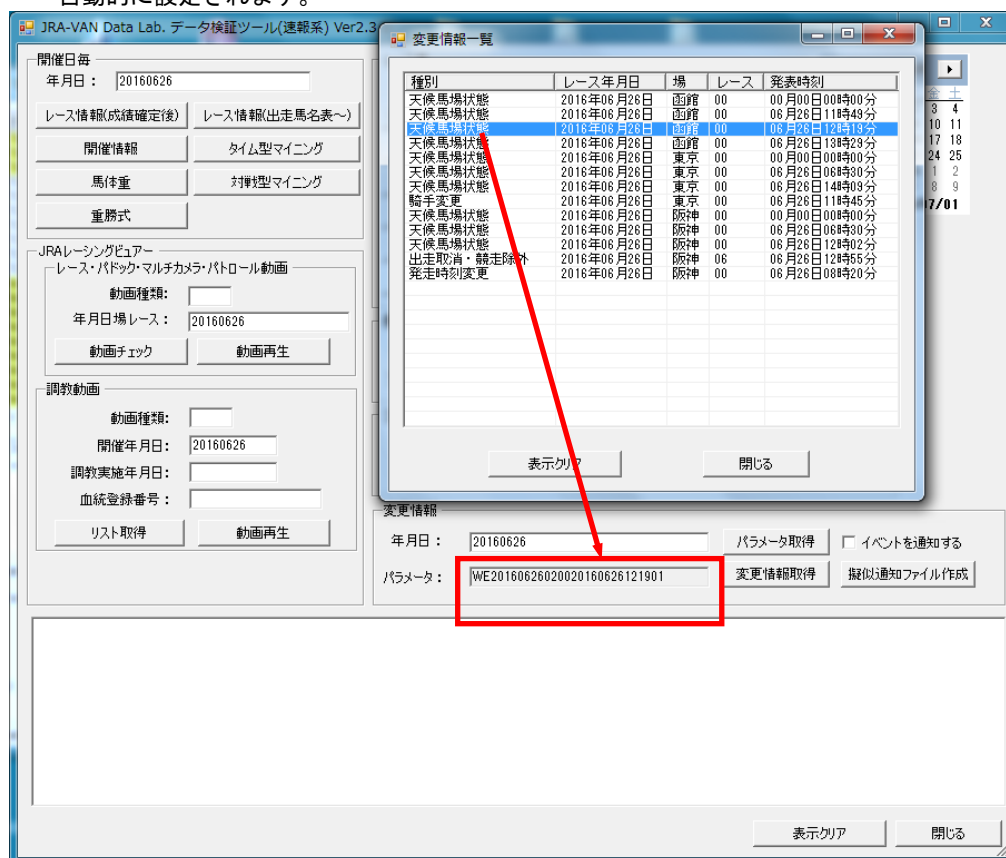 自動的に設定されます。
JRA-VAN Data Lab. データ検証ツール(速報系) Ver2.3
開催日毎
年月日： 20160626
レース情報(成績確定後) レース情報(出走馬名表～)
開催情報 タイム型マイニング
馬体重 対戦型マイニング
重勝式
JRAレーシングビュアー
レース・パドック・マルチカメラ・パトロール動画
動画種類:
年月日場レース： 20160626
動画チェック 動画再生
調教動画
動画種類:
開催年月日: 20160626
調教実施年月日:
血統登録番号：
リスト取得 動画再生
変更情報一覧
種別 レース年月日 場 レース 発表時刻
天候馬場状態 2016年06月26日 函館 00 00月00日00時00分
天候馬場状態 2016年06月26日 函館 00 06月26日11時49分
天候馬場状態 2016年06月26日 函館 00 06月26日12時19分
天候馬場状態 2016年06月26日 函館 00 06月26日13時29分
天候馬場状態 2016年06月26日 東京 00 00月00日00時00分
天候馬場状態 2016年06月26日 東京 00 06月26日06時30分
天候馬場状態 2016年06月26日 東京 00 06月26日14時09分
騎手変更 2016年06月26日 東京 00 06月26日11時45分
天候馬場状態 2016年06月26日 阪神 00 00月00日00時00分
天候馬場状態 2016年06月26日 阪神 00 06月26日06時30分
天候馬場状態 2016年06月26日 阪神 00 06月26日12時02分
出走取消・競走除外 2016年06月26日 阪神 06 06月26日12時55分
発走時刻変更 2016年06月26日 阪神 00 06月26日08時20分
表示クリア 閉じる
金 土
3 4
10 11
17 18
24 25
1 2
8 9
7/01
変更情報
年月日： 20160626 パラメータ取得 イベントを通知する
パラメータ： WE20160626020020160626121901 変更情報取得 擬似通知ファイル作成
表示クリア 閉じる